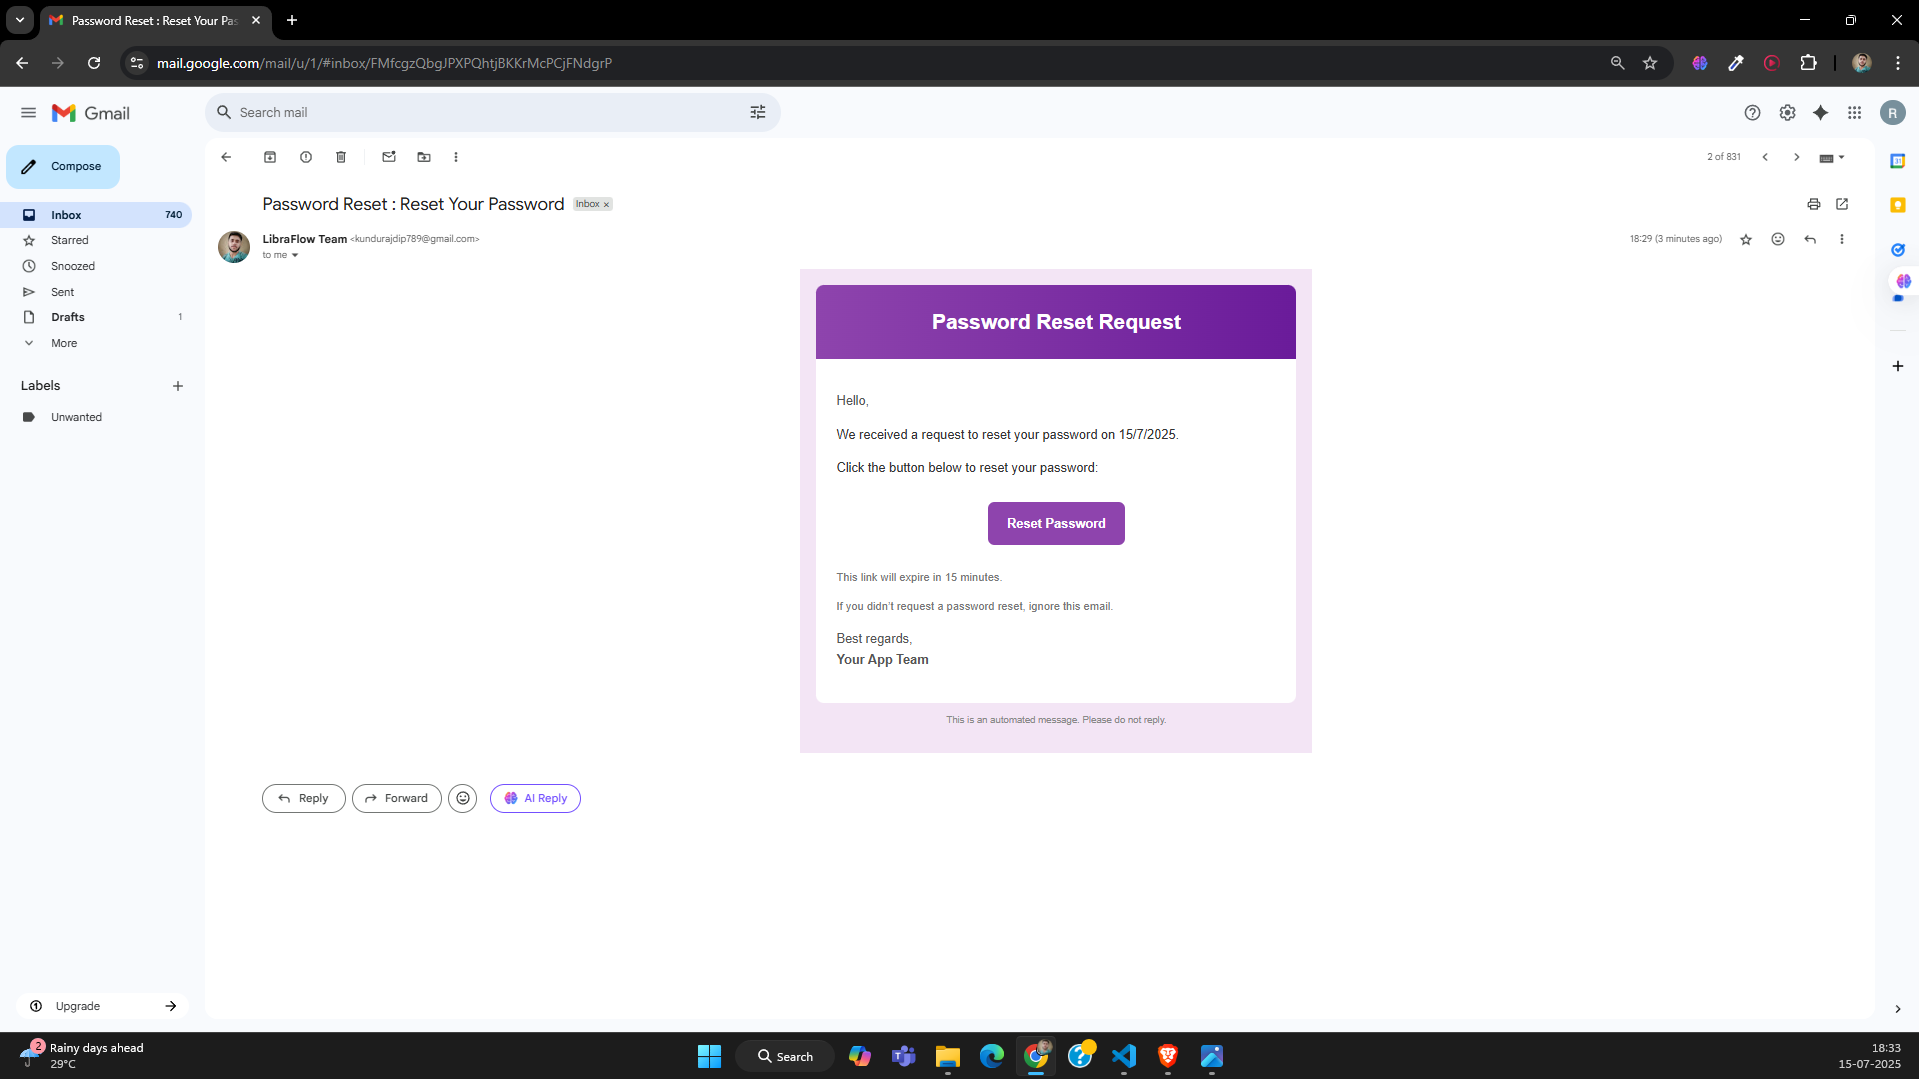 Password Reset : Reset Your Pas
mail.google.com/mail/u/1/#inbox/FMfcgzQbgJPXPQhtjBKKrMcPCjFNdgrP
Gmail
Search mail
R
Compose
2 of 831
Inbox 740
Starred
Snoozed
Sent
Drafts 1
More
Labels
Unwanted
Password Reset : Reset Your Password Inbox x
LibraFlow Team <kundurajdip789@gmail.com>
18:29 (3 minutes ago)
to me
Password Reset Request
Hello,
We received a request to reset your password on 15/7/2025.
Click the button below to reset your password:
Reset Password
This link will expire in 15 minutes.
If you didn't request a password reset, ignore this email.
Best regards,
Your App Team
This is an automated message. Please do not reply.
Reply
Forward
AI Reply
Upgrade
2
Rainy days ahead
29°C
Search
18:33
15-07-2025